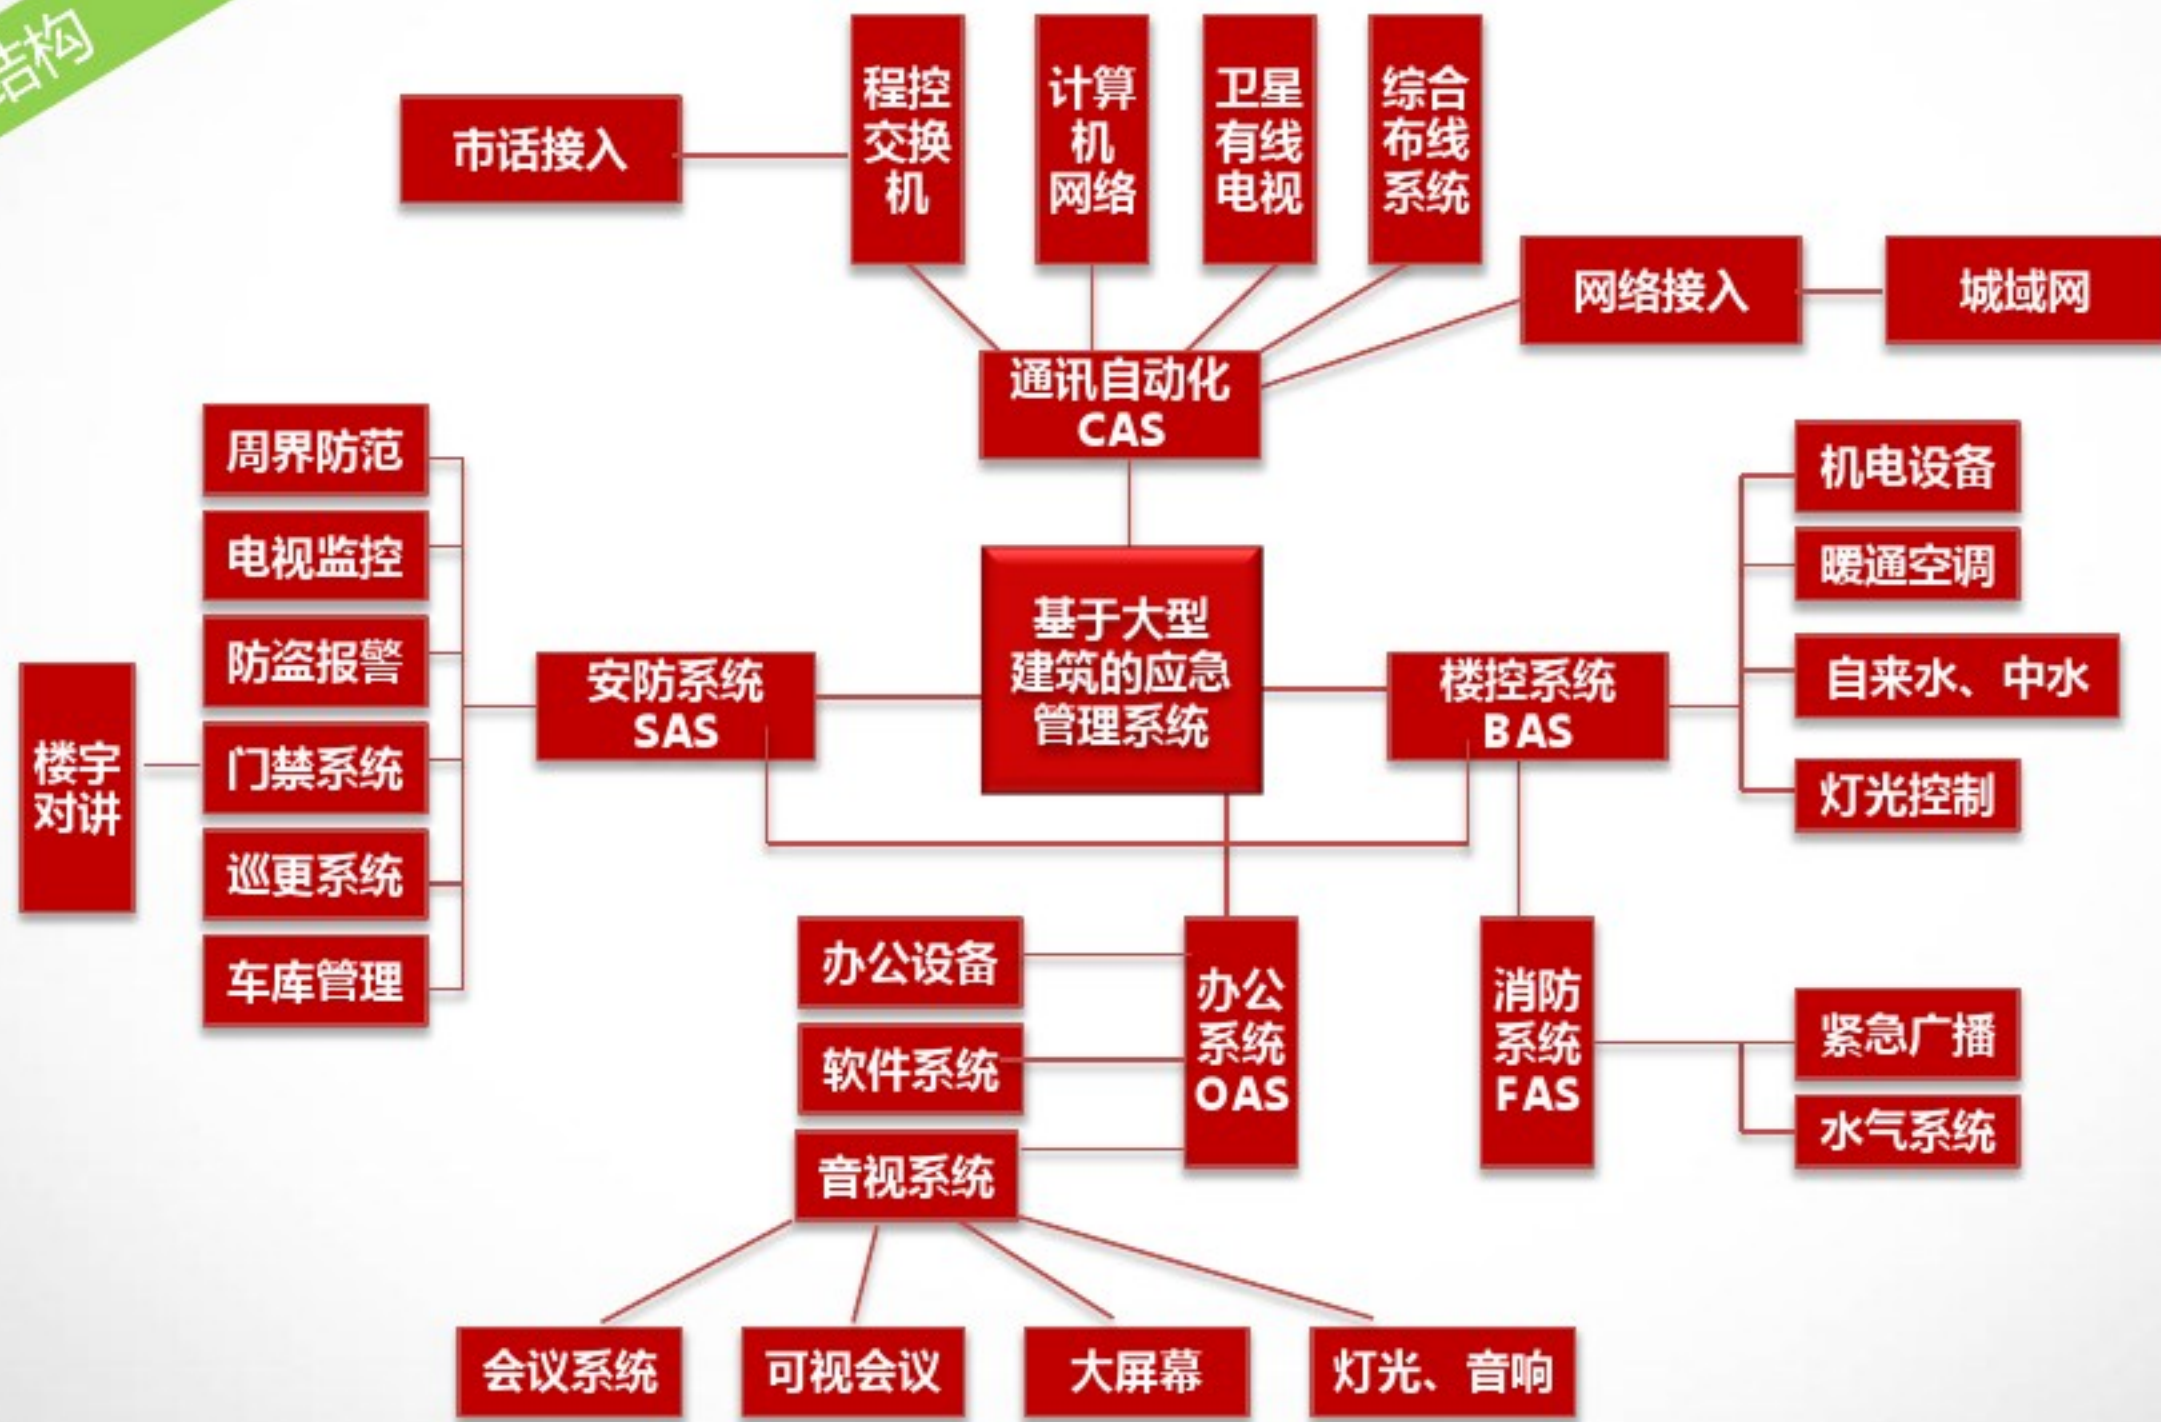 结构
程控
交换
机
计算
机
网络
卫星
有线
电视
综合
布线
系统
市话接入
网络接入
城域网
通讯自动化
CAS
周界防范
电视监控
防盗报警
门禁系统
巡更系统
车库管理
楼宇
对讲
安防系统
SAS
基于大型
建筑的应急
管理系统
楼控系统
BAS
机电设备
暖通空调
自来水、中水
灯光控制
办公设备
软件系统
音视系统
办公
系统
OAS
消防
系统
FAS
紧急广播
水气系统
会议系统
可视会议
大屏幕
灯光、音响